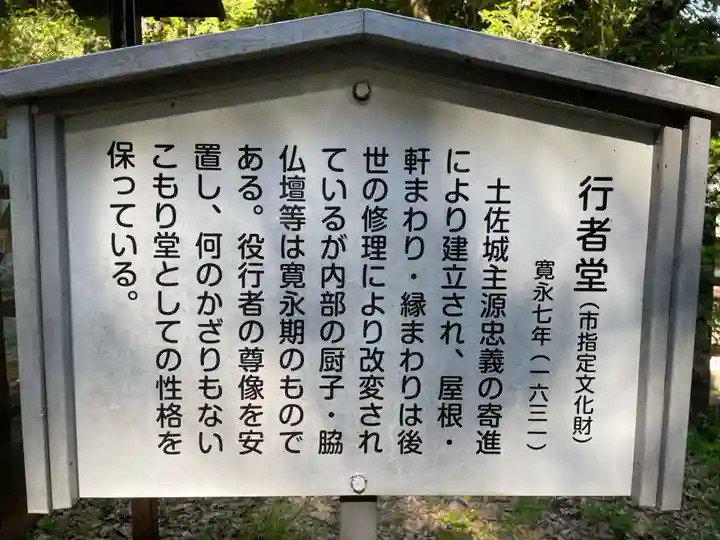 行者堂（市指定文化財）
寛永七年（一六三一）
土佐城主源忠義の寄進
により建立され、屋根・
軒まわり・縁まわりは後
世の修理により改変され
ているが内部の厨子・脇
仏壇等は寛永期のもので
ある。役行者の尊像を安
置し、何のかざりもない
こもり堂としての性格を
保っている。